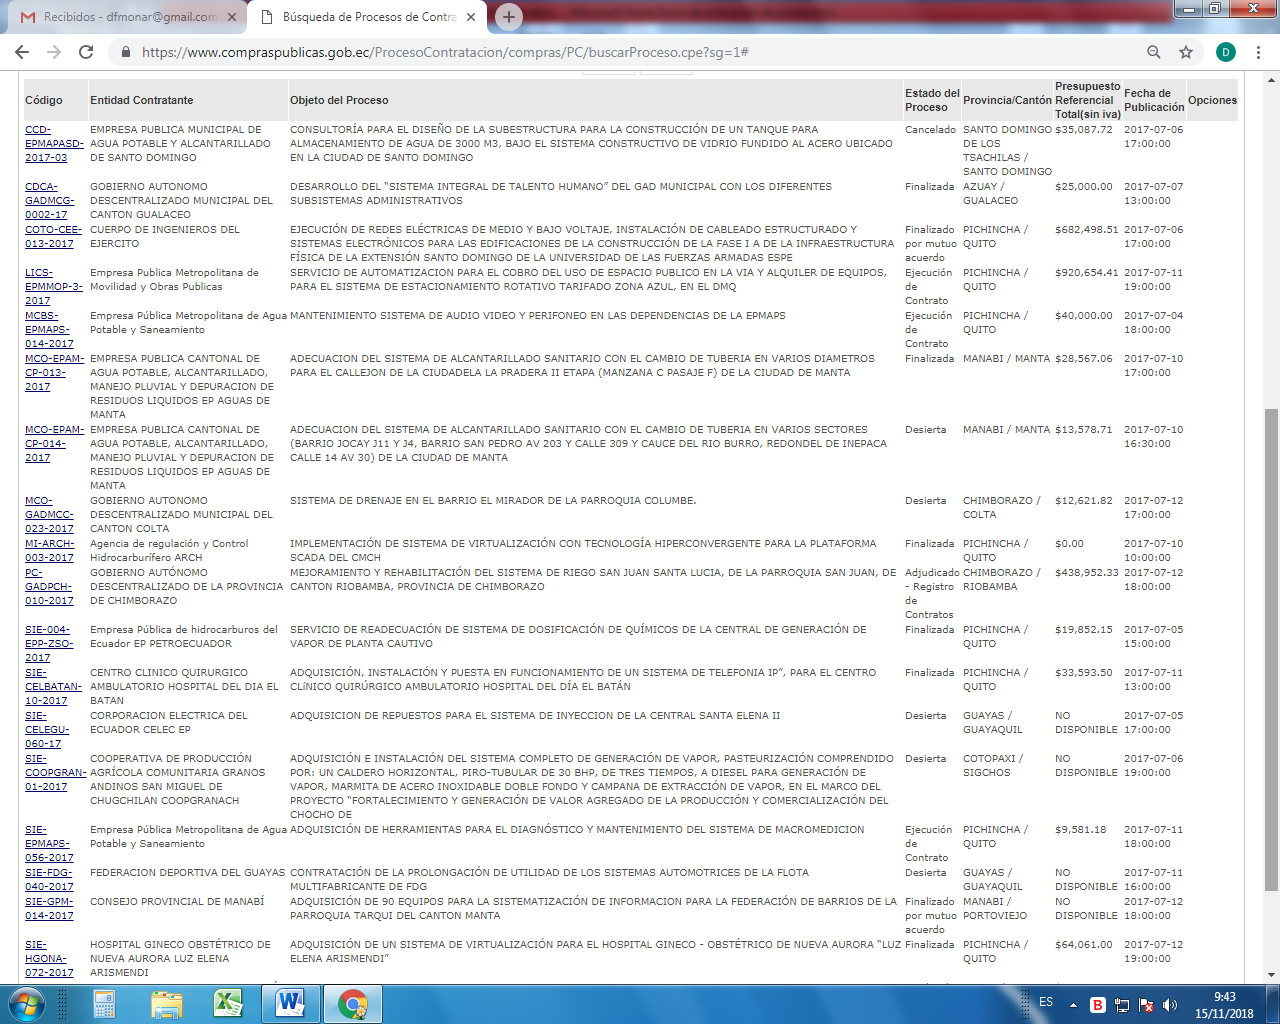 Recibidos - dfmonar@gmail.com
Búsqueda de Procesos de Contra
https://www.compraspublicas.gob.ec/ProcesoContratacion/compras/PC/buscarProceso.cpe?sg=1#
D
Código Entidad Contratante Objeto del Proceso Estado del Proceso Provincia/Cantón Presupuesto Referencial Total(sin iva) Fecha de Publicación Opciones
CCD-EPMAPASD-2017-03 EMPRESA PUBLICA MUNICIPAL DE AGUA POTABLE Y ALCANTARILLADO DE SANTO DOMINGO CONSULTORÍA PARA EL DISEÑO DE LA SUBESTRUCTURA PARA LA CONSTRUCCIÓN DE UN TANQUE PARA ALMACENAMIENTO DE AGUA DE 3000 M3, BAJO EL SISTEMA CONSTRUCTIVO DE VIDRIO FUNDIDO AL ACERO UBICADO EN LA CIUDAD DE SANTO DOMINGO Cancelado SANTO DOMINGO DE LOS TSACHILAS / SANTO DOMINGO $35,087.72 2017-07-06 17:00:00
CDCA-GADMCG-0002-17 GOBIERNO AUTONOMO DESCENTRALIZADO MUNICIPAL DEL CANTON GUALACEO DESARROLLO DEL “SISTEMA INTEGRAL DE TALENTO HUMANO” DEL GAD MUNICIPAL CON LOS DIFERENTES SUBSISTEMAS ADMINISTRATIVOS Finalizada AZUAY / GUALACEO $25,000.00 2017-07-07 13:00:00
COTO-CEE-013-2017 CUERPO DE INGENIEROS DEL EJERCITO EJECUCIÓN DE REDES ELÉCTRICAS DE MEDIO Y BAJO VOLTAJE, INSTALACIÓN DE CABLEADO ESTRUCTURADO Y SISTEMAS ELECTRÓNICOS PARA LAS EDIFICACIONES DE LA CONSTRUCCIÓN DE LA FASE I A DE LA INFRAESTRUCTURA FÍSICA DE LA EXTENSIÓN SANTO DOMINGO DE LA UNIVERSIDAD DE LAS FUERZAS ARMADAS ESPE Finalizado por mutuo acuerdo PICHINCHA / QUITO $682,498.51 2017-07-06 17:00:00
LICS-EPMMOP-3-2017 Empresa Publica Metropolitana de Movilidad y Obras Publicas SERVICIO DE AUTOMATIZACION PARA EL COBRO DEL USO DE ESPACIO PUBLICO EN LA VIA Y ALQUILER DE EQUIPOS, PARA EL SISTEMA DE ESTACIONAMIENTO ROTATIVO TARIFADO ZONA AZUL, EN EL DMQ Ejecución de Contrato PICHINCHA / QUITO $920,654.41 2017-07-11 19:00:00
MCBS-EPMAPS-014-2017 Empresa Pública Metropolitana de Agua Potable y Saneamiento MANTENIMIENTO SISTEMA DE AUDIO VIDEO Y PERIFONEO EN LAS DEPENDENCIAS DE LA EPMAPS Ejecución de Contrato PICHINCHA / QUITO $40,000.00 2017-07-04 18:00:00
MCO-EPAM-CP-013-2017 EMPRESA PUBLICA CANTONAL DE AGUA POTABLE, ALCANTARILLADO, MANEJO PLUVIAL Y DEPURACION DE RESIDUOS LIQUIDOS EP AGUAS DE MANTA ADECUACION DEL SISTEMA DE ALCANTARILLADO SANITARIO CON EL CAMBIO DE TUBERIA EN VARIOS DIAMETROS PARA EL CALLEJON DE LA CIUDADELA LA PRADERA II ETAPA (MANZANA C PASAJE F) DE LA CIUDAD DE MANTA Finalizada MANABI / MANTA $28,567.06 2017-07-10 17:00:00
MCO-EPAM-CP-014-2017 EMPRESA PUBLICA CANTONAL DE AGUA POTABLE, ALCANTARILLADO, MANEJO PLUVIAL Y DEPURACION DE RESIDUOS LIQUIDOS EP AGUAS DE MANTA ADECUACION DEL SISTEMA DE ALCANTARILLADO SANITARIO CON EL CAMBIO DE TUBERIA EN VARIOS SECTORES (BARRIO JOCAY J11 Y J4, BARRIO SAN PEDRO AV 203 Y CALLE 309 Y CAUCE DEL RIO BURRO, REDONDEL DE INEPACA CALLE 14 AV 30) DE LA CIUDAD DE MANTA Desierta MANABI / MANTA $13,578.71 2017-07-10 16:30:00
MCO-GADMCC-023-2017 GOBIERNO AUTONOMO DESCENTRALIZADO MUNICIPAL DEL CANTON COLTA SISTEMA DE DRENAJE EN EL BARRIO EL MIRADOR DE LA PARROQUIA COLUMBE. Desierta CHIMBORAZO / COLTA $12,621.82 2017-07-12 17:00:00
MI-ARCH-003-2017 Agencia de regulación y Control Hidrocarburífero ARCH IMPLEMENTACIÓN DE SISTEMA DE VIRTUALIZACIÓN CON TECNOLOGÍA HIPERCONVERGENTE PARA LA PLATAFORMA SCADA DEL CMCH Finalizada PICHINCHA / QUITO $0.00 2017-07-10 10:00:00
PC-GADPCH-010-2017 GOBIERNO AUTÓNOMO DESCENTRALIZADO DE LA PROVINCIA DE CHIMBORAZO MEJORAMIENTO Y REHABILITACIÓN DEL SISTEMA DE RIEGO SAN JUAN SANTA LUCIA, DE LA PARROQUIA SAN JUAN, DE CANTON RIOBAMBA, PROVINCIA DE CHIMBORAZO Adjudicado - Registro de Contratos CHIMBORAZO / RIOBAMBA $438,952.33 2017-07-12 18:00:00
SIE-004-EPP-ZSO-2017 Empresa Pública de hidrocarburos del Ecuador EP PETROECUADOR SERVICIO DE READECUACIÓN DE SISTEMA DE DOSIFICACIÓN DE QUÍMICOS DE LA CENTRAL DE GENERACIÓN DE VAPOR DE PLANTA CAUTIVO Finalizada PICHINCHA / QUITO $19,852.15 2017-07-05 15:00:00
SIE-CELBATAN-10-2017 CENTRO CLINICO QUIRURGICO AMBULATORIO HOSPITAL DEL DIA EL BATAN ADQUISICIÓN, INSTALACIÓN Y PUESTA EN FUNCIONAMIENTO DE UN SISTEMA DE TELEFONIA IP”, PARA EL CENTRO CLíNICO QUIRÚRGICO AMBULATORIO HOSPITAL DEL DÍA EL BATÁN Finalizada PICHINCHA / QUITO $33,593.50 2017-07-11 13:00:00
SIE-CELEGU-060-17 CORPORACION ELECTRICA DEL ECUADOR CELEC EP ADQUISICION DE REPUESTOS PARA EL SISTEMA DE INYECCION DE LA CENTRAL SANTA ELENA II Desierta GUAYAS / GUAYAQUIL NO DISPONIBLE 2017-07-05 17:00:00
SIE-COOPGRAN-01-2017 COOPERATIVA DE PRODUCCIÓN AGRÍCOLA COMUNITARIA GRANOS ANDINOS SAN MIGUEL DE CHUGCHILAN COOPGRANACH ADQUISICIÓN E INSTALACIÓN DEL SISTEMA COMPLETO DE GENERACIÓN DE VAPOR, PASTEURIZACIÓN COMPRENDIDO POR: UN CALDERO HORIZONTAL, PIRO-TUBULAR DE 30 BHP, DE TRES TIEMPOS, A DIESEL PARA GENERACIÓN DE VAPOR, MARMITA DE ACERO INOXIDABLE DOBLE FONDO Y CAMPANA DE EXTRACCIÓN DE VAPOR, EN EL MARCO DEL PROYECTO “FORTALECIMIENTO Y GENERACIÓN DE VALOR AGREGADO DE LA PRODUCCIÓN Y COMERCIALIZACIÓN DEL CHOCHO DE Desierta COTOPAXI / SIGCHOS NO DISPONIBLE 2017-07-06 19:00:00
SIE-EPMAPS-056-2017 Empresa Pública Metropolitana de Agua Potable y Saneamiento ADQUISICIÓN DE HERRAMIENTAS PARA EL DIAGNÓSTICO Y MANTENIMIENTO DEL SISTEMA DE MACROMEDICION Ejecución de Contrato PICHINCHA / QUITO $9,581.18 2017-07-11 18:00:00
SIE-FDG-040-2017 FEDERACION DEPORTIVA DEL GUAYAS CONTRATACIÓN DE LA PROLONGACIÓN DE UTILIDAD DE LOS SISTEMAS AUTOMOTRICES DE LA FLOTA MULTIFABRICANTE DE FDG Desierta GUAYAS / GUAYAQUIL NO DISPONIBLE 2017-07-11 16:00:00
SIE-GPM-014-2017 CONSEJO PROVINCIAL DE MANABÍ ADQUISICIÓN DE 90 EQUIPOS PARA LA SISTEMATIZACIÓN DE INFORMACION PARA LA FEDERACIÓN DE BARRIOS DE LA PARROQUIA TARQUI DEL CANTON MANTA Finalizado por mutuo acuerdo MANABI / PORTOVIEJO NO DISPONIBLE 2017-07-12 18:00:00
SIE-HGONA-072-2017 HOSPITAL GINECO OBSTÉTRICO DE NUEVA AURORA LUZ ELENA ARISMENDI ADQUISICIÓN DE UN SISTEMA DE VIRTUALIZACIÓN PARA EL HOSPITAL GINECO - OBSTÉTRICO DE NUEVA AURORA “LUZ ELENA ARISMENDI” Finalizada PICHINCHA / QUITO $64,061.00 2017-07-12 19:00:00
ES
9:43
15/11/2018